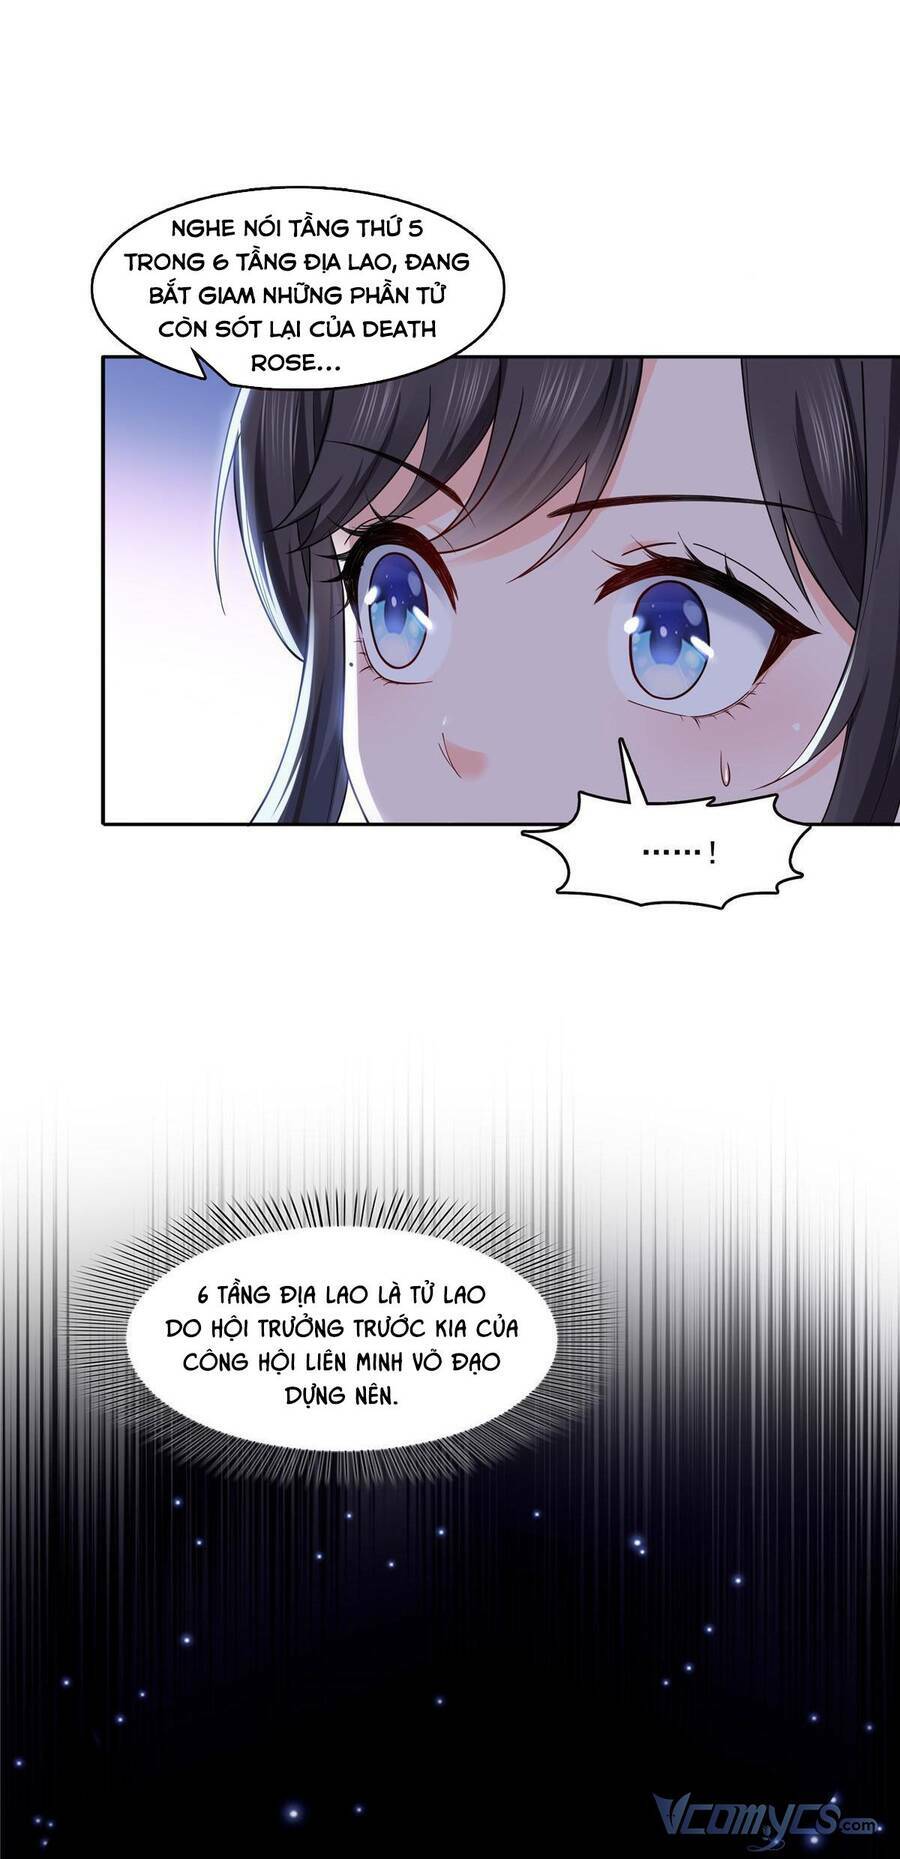 NGHE NÓI TẦNG THỨ 5
TRONG 6 TẦNG ĐỊA LAO, ĐANG
BẮT GIAM NHỮNG PHẦN TỬ
CÒN SÓT LẠI CỦA DEATH
ROSE...
......!
6 TẦNG ĐỊA LAO LÀ TỬ LAO
DO HỘI TRƯỞNG TRƯỚC KIA CỦA
CÔNG HỘI LIÊN MINH VÕ ĐẠO
DỰNG NÊN.
Vcomycs.com